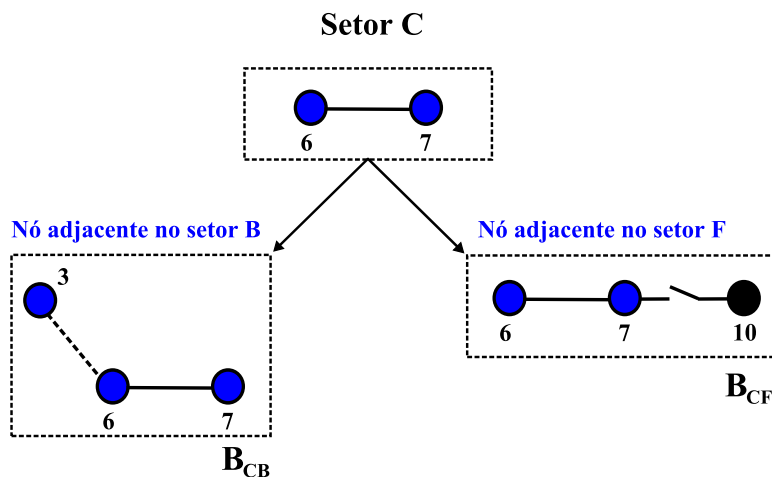 Setor C
6 7
Nó adjacente no setor B
Nó adjacente no setor F
3
6 7
B_CB
6 7 10
B_CF